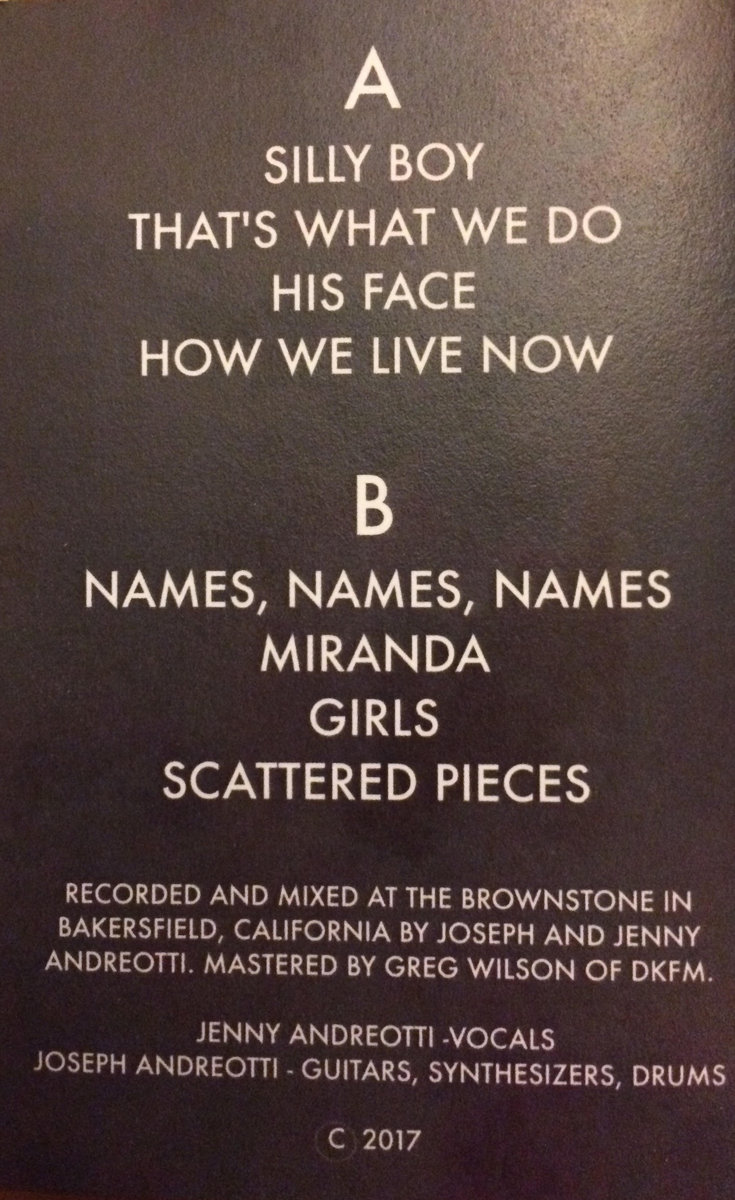 A
SILLY BOY
THAT'S WHAT WE DO
HIS FACE
HOW WE LIVE NOW
B
NAMES, NAMES, NAMES
MIRANDA
GIRLS
SCATTERED PIECES
RECORDED AND MIXED AT THE BROWNSTONE IN
BAKERSFIELD, CALIFORNIA BY JOSEPH AND JENNY
ANDREOTTI. MASTERED BY GREG WILSON OF DKFM.
JENNY ANDREOTTI -VOCALS
JOSEPH ANDREOTTI - GUITARS, SYNTHESIZERS, DRUMS
© 2017